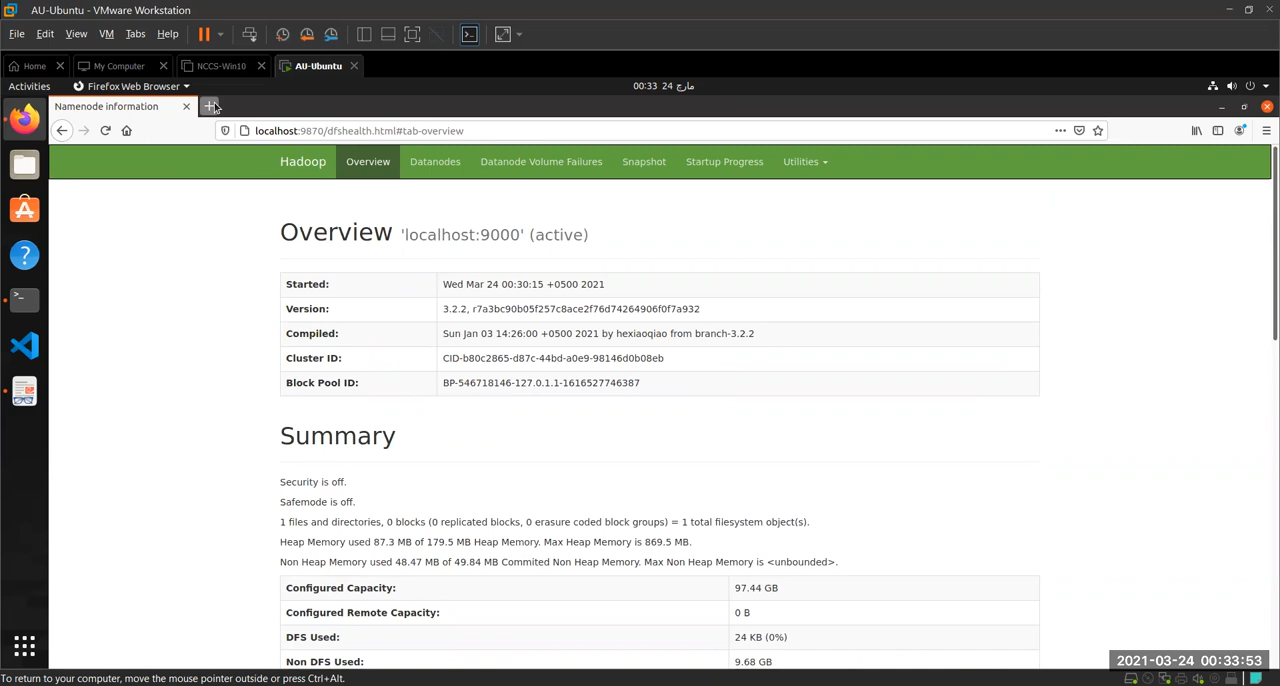 AU-Ubuntu - VMware Workstation
File Edit View VM Tabs Help
Home My Computer NCCS-Win10 AU-Ubuntu
Activities Firefox Web Browser 00:33 24 مارچ
Namenode information
localhost:9870/dfshealth.html#tab-overview
Hadoop Overview Datanodes Datanode Volume Failures Snapshot Startup Progress Utilities
Overview 'localhost:9000' (active)
Started: Wed Mar 24 00:30:15 +0500 2021
Version: 3.2.2, r7a3bc90b05f257c8ace2f76d74264906f0f7a932
Compiled: Sun Jan 03 14:26:00 +0500 2021 by hexiaoqiao from branch-3.2.2
Cluster ID: CID-b80c2865-d87c-44bd-a0e9-98146d0b08eb
Block Pool ID: BP-546718146-127.0.1.1-1616527746387
Summary
Security is off.
Safemode is off.
1 files and directories, 0 blocks (0 replicated blocks, 0 erasure coded block groups) = 1 total filesystem object(s).
Heap Memory used 87.3 MB of 179.5 MB Heap Memory. Max Heap Memory is 869.5 MB.
Non Heap Memory used 48.47 MB of 49.84 MB Commited Non Heap Memory. Max Non Heap Memory is <unbounded>.
Configured Capacity: 97.44 GB
Configured Remote Capacity: 0 B
DFS Used: 24 KB (0%)
Non DFS Used: 9.68 GB
2021-03-24 00:33:53
To return to your computer, move the mouse pointer outside or press Ctrl+Alt.